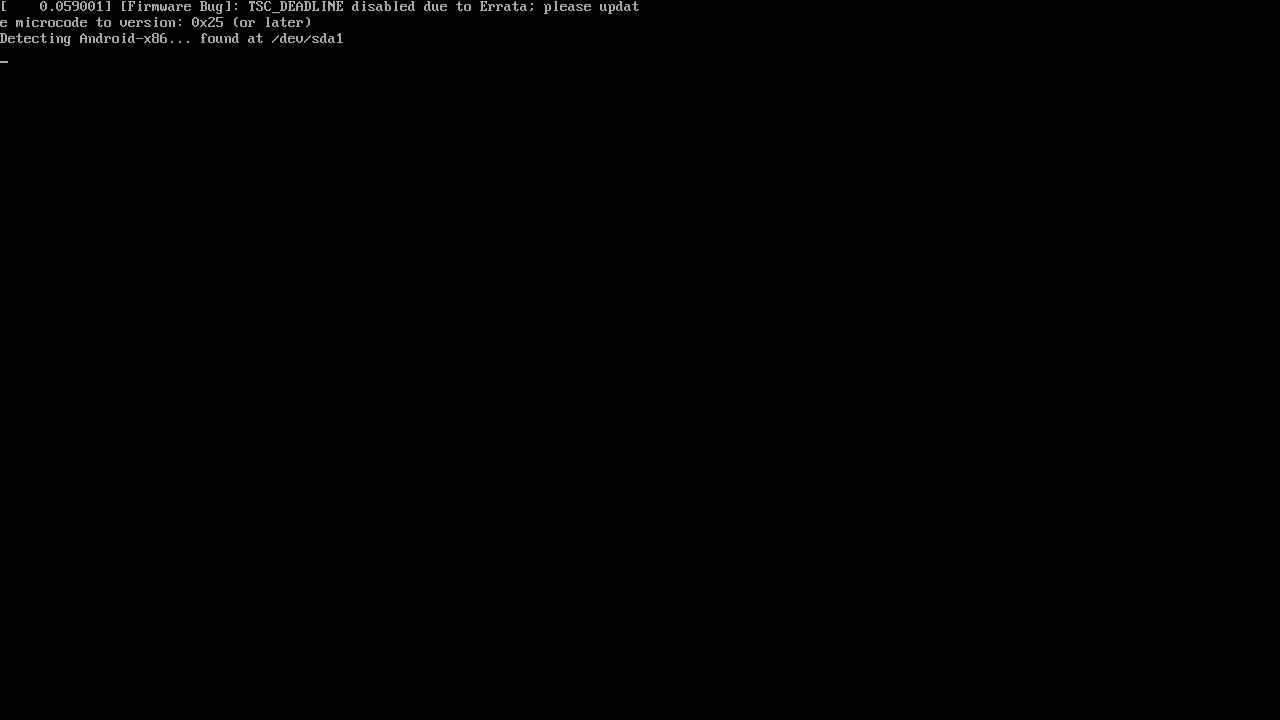 [    0.059001] [Firmware Bug]: TSC_DEADLINE disabled due to Errata; please updat
e microcode to version: 0x25 (or later)
Detecting Android-x86... found at /dev/sda1